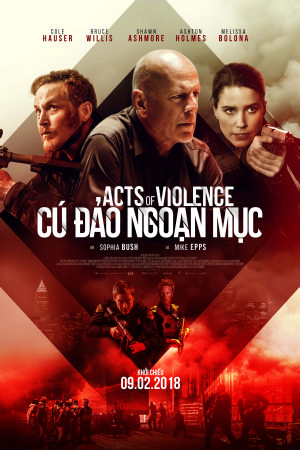 COLE HAUSER
BRUCE WILLIS
SHAWN ASHMORE
ASHTON HOLMES
MELISSA BOLONA
ACTS OF VIOLENCE
CÚ ĐẢO NGOẠN MỤC
SOPHIA BUSH
MIKE EPPS
KHỞI CHIẾU
09.02.2018